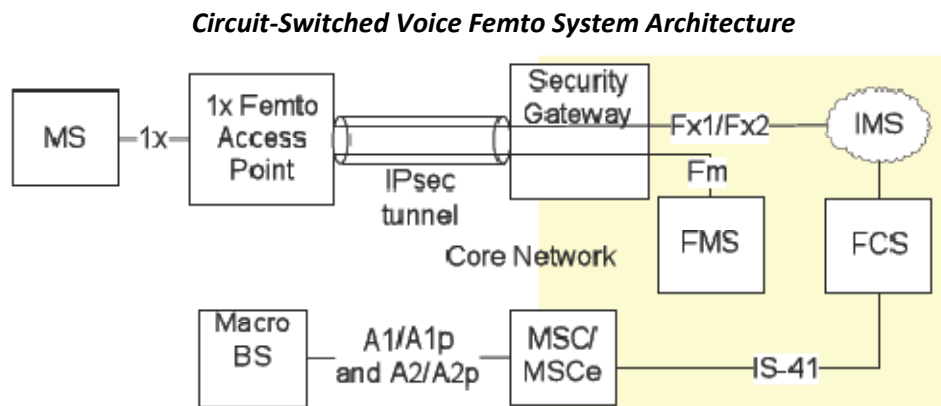 Circuit-Switched Voice Femto System Architecture
MS
1x
1x Femto
Access
Point
IPsec
tunnel
Security
Gateway
Fx1/Fx2
IMS
Fm
FMS
FCS
Core Network
Macro
BS
A1/A1p
and A2/A2p
MSC/
MSCe
IS-41